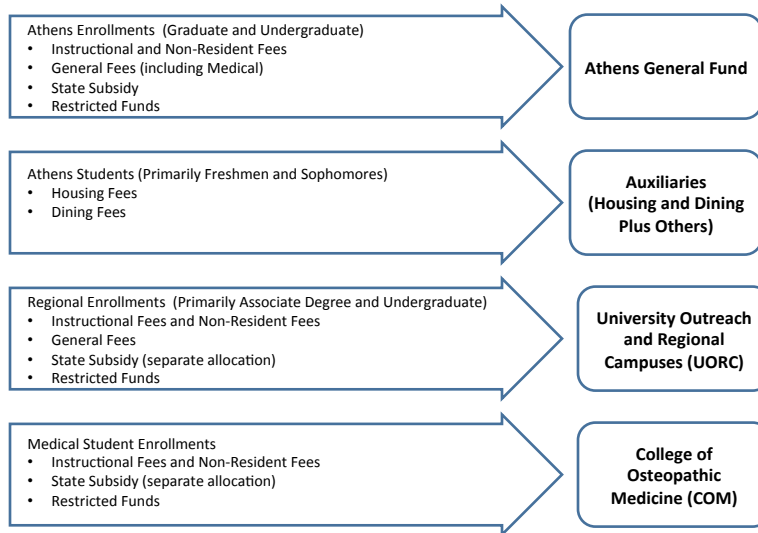 Athens Enrollments  (Graduate and Undergraduate)
• Instructional and Non-Resident Fees
• General Fees (including Medical)
• State Subsidy
• Restricted Funds
Athens General Fund
Athens Students (Primarily Freshmen and Sophomores)
• Housing Fees
• Dining Fees
Auxiliaries
(Housing and Dining
Plus Others)
Regional Enrollments  (Primarily Associate Degree and Undergraduate)
• Instructional Fees and Non-Resident Fees
• General Fees
• State Subsidy (separate allocation)
• Restricted Funds
University Outreach
and Regional
Campuses (UORC)
Medical Student Enrollments
• Instructional Fees and Non-Resident Fees
• State Subsidy (separate allocation)
• Restricted Funds
College of
Osteopathic
Medicine (COM)